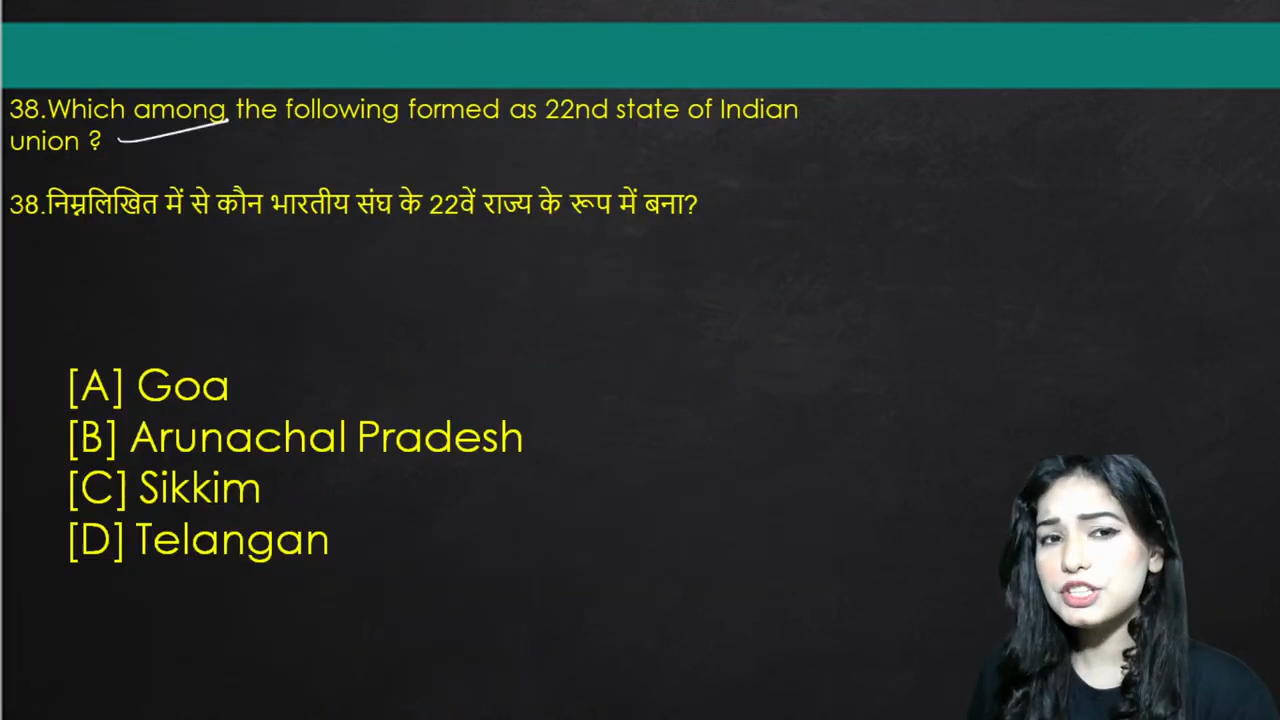 38.Which among the following formed as 22nd state of Indian
union ?
38.निम्नलिखित में से कौन भारतीय संघ के 22वें राज्य के रूप में बना?
[A] Goa
[B] Arunachal Pradesh
[C] Sikkim
[D] Telangan